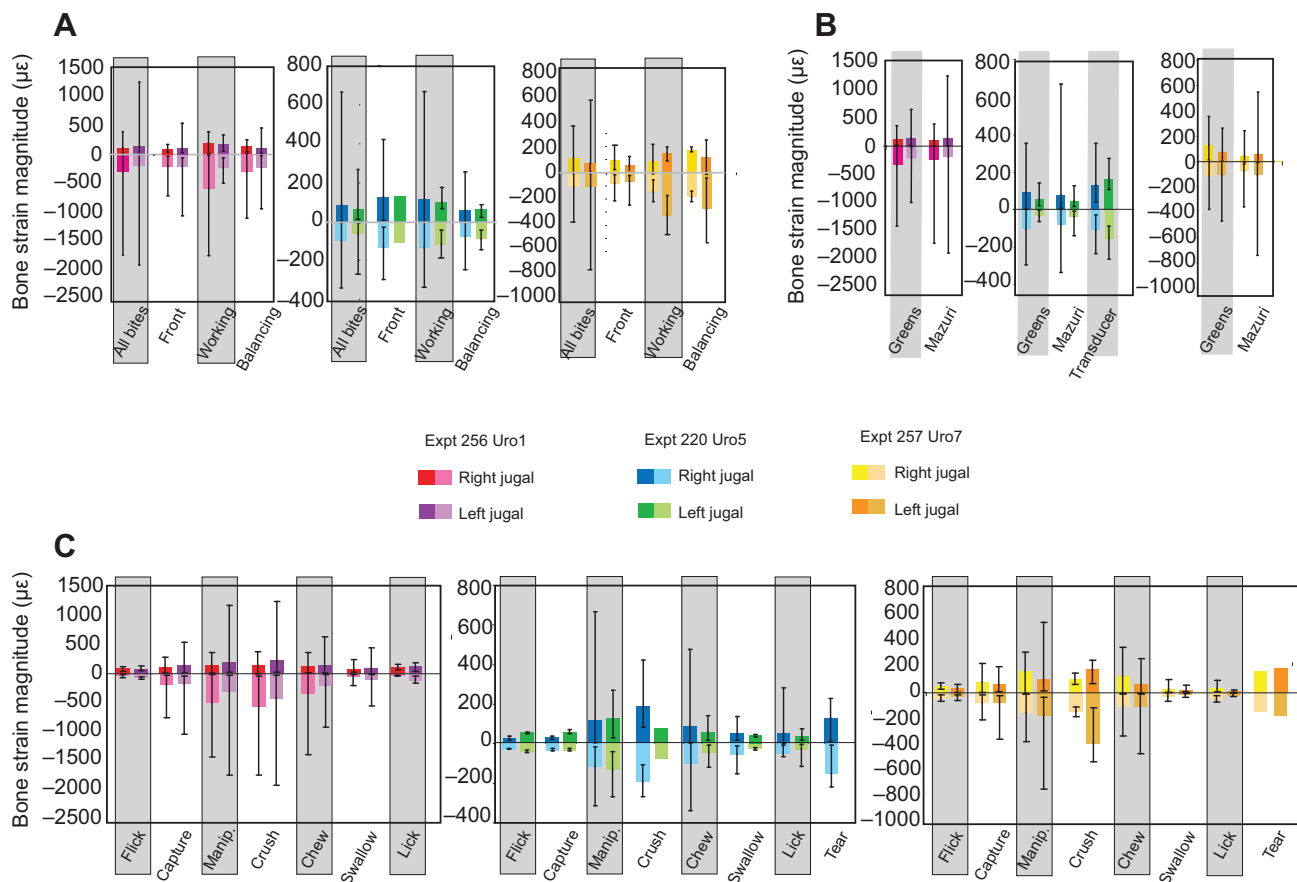 A
Bone strain magnitude (µε)
1500
1000
500
0
–500
–1000
–1500
–2000
–2500
All bites
Front
Working
Balancing
800
600
400
200
0
–200
–400
All bites
Front
Working
Balancing
800
600
400
200
0
–200
–400
–600
–800
–1000
All bites
Front
Working
Balancing
B
Bone strain magnitude (µε)
1500
1000
500
0
–500
–1000
–1500
–2000
–2500
Greens
Mazuri
800
600
400
200
0
–200
–400
Greens
Mazuri
Transducer
800
600
400
200
0
–200
–400
–600
–800
–1000
Greens
Mazuri
Expt 256 Uro1
Right jugal
Left jugal
Expt 220 Uro5
Right jugal
Left jugal
Expt 257 Uro7
Right jugal
Left jugal
C
Bone strain magnitude (µε)
1500
1000
500
0
–500
–1000
–1500
–2000
–2500
Flick
Capture
Manip.
Crush
Chew
Swallow
Lick
800
600
400
200
0
–200
–400
Flick
Capture
Manip.
Crush
Chew
Swallow
Lick
Tear
800
600
400
200
0
–200
–400
–600
–800
–1000
Flick
Capture
Manip.
Crush
Chew
Swallow
Lick
Tear